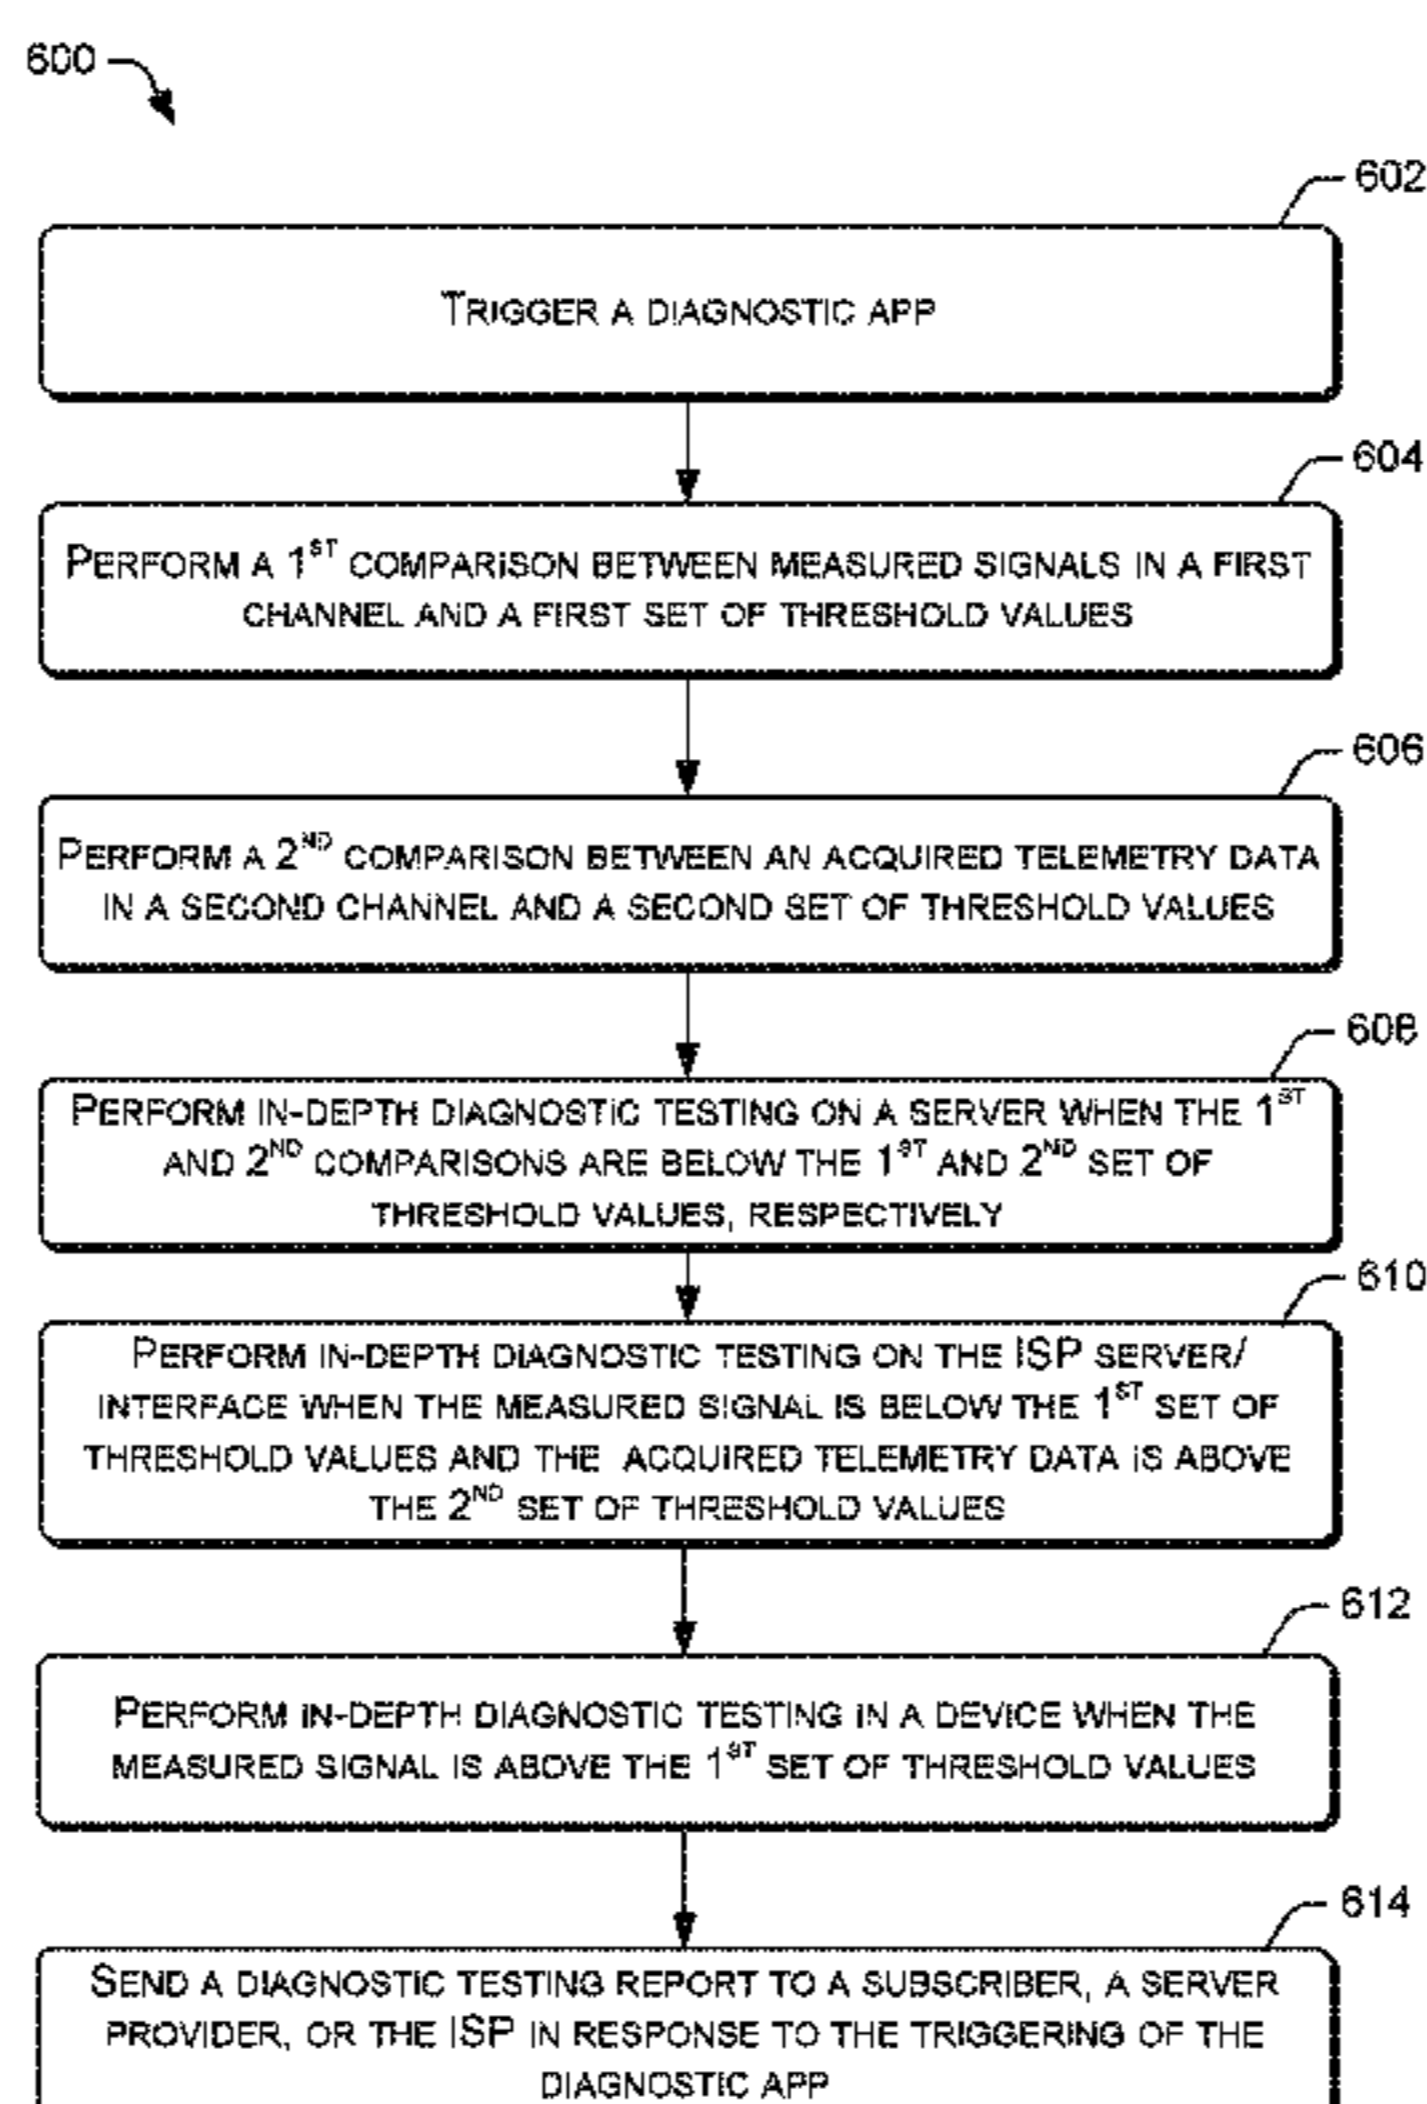 600
602
TRIGGER A DIAGNOSTIC APP
604
PERFORM A 1ST COMPARISON BETWEEN MEASURED SIGNALS IN A FIRST
CHANNEL AND A FIRST SET OF THRESHOLD VALUES
606
PERFORM A 2ND COMPARISON BETWEEN AN ACQUIRED TELEMETRY DATA
IN A SECOND CHANNEL AND A SECOND SET OF THRESHOLD VALUES
608
PERFORM IN-DEPTH DIAGNOSTIC TESTING ON A SERVER WHEN THE 1ST
AND 2ND COMPARISONS ARE BELOW THE 1ST AND 2ND SET OF
THRESHOLD VALUES, RESPECTIVELY
610
PERFORM IN-DEPTH DIAGNOSTIC TESTING ON THE ISP SERVER/
INTERFACE WHEN THE MEASURED SIGNAL IS BELOW THE 1ST SET OF
THRESHOLD VALUES AND THE ACQUIRED TELEMETRY DATA IS ABOVE
THE 2ND SET OF THRESHOLD VALUES
612
PERFORM IN-DEPTH DIAGNOSTIC TESTING IN A DEVICE WHEN THE
MEASURED SIGNAL IS ABOVE THE 1ST SET OF THRESHOLD VALUES
614
SEND A DIAGNOSTIC TESTING REPORT TO A SUBSCRIBER, A SERVER
PROVIDER, OR THE ISP IN RESPONSE TO THE TRIGGERING OF THE
DIAGNOSTIC APP